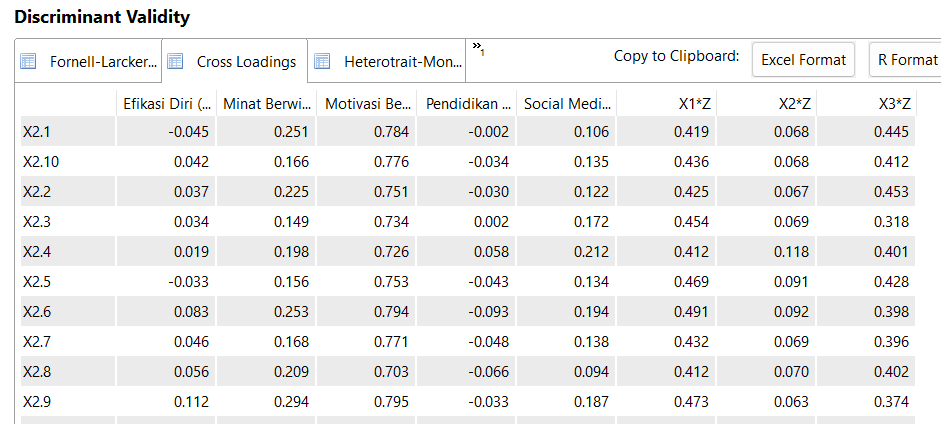 Discriminant Validity
Fornell-Larcker... Cross Loadings Heterotrait-Mon... »1 Copy to Clipboard: Excel Format R Format
Efikasi Diri (... Minat Berwi... Motivasi Be... Pendidikan ... Social Medi... X1*Z X2*Z X3*Z
X2.1 -0.045 0.251 0.784 -0.002 0.106 0.419 0.068 0.445
X2.10 0.042 0.166 0.776 -0.034 0.135 0.436 0.068 0.412
X2.2 0.037 0.225 0.751 -0.030 0.122 0.425 0.067 0.453
X2.3 0.034 0.149 0.734 0.002 0.172 0.454 0.069 0.318
X2.4 0.019 0.198 0.726 0.058 0.212 0.412 0.118 0.401
X2.5 -0.033 0.156 0.753 -0.043 0.134 0.469 0.091 0.428
X2.6 0.083 0.253 0.794 -0.093 0.194 0.491 0.092 0.398
X2.7 0.046 0.168 0.771 -0.048 0.138 0.432 0.069 0.396
X2.8 0.056 0.209 0.703 -0.066 0.094 0.412 0.070 0.402
X2.9 0.112 0.294 0.795 -0.033 0.187 0.473 0.063 0.374